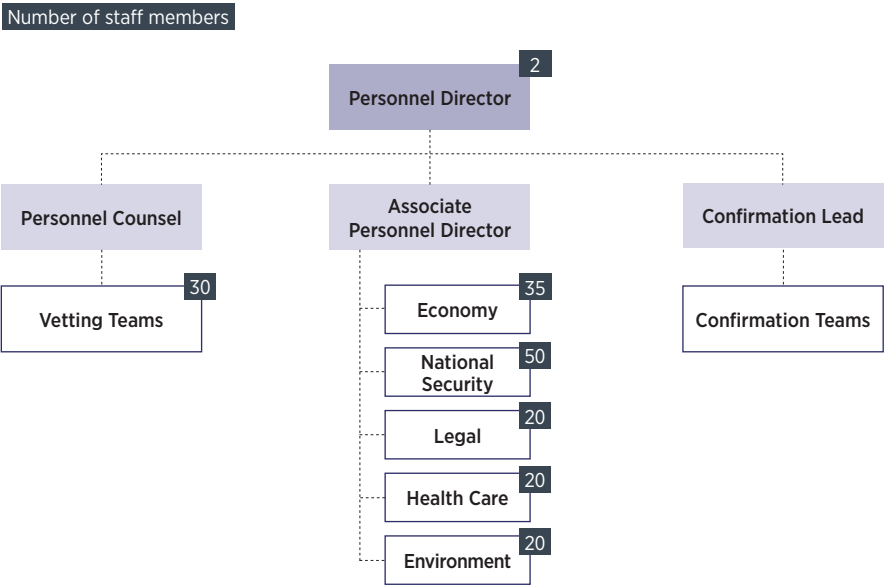 Number of staff members
2
Personnel Director
Personnel Counsel
Associate
Personnel Director
Confirmation Lead
30
Vetting Teams
35
Economy
Confirmation Teams
50
National
Security
20
Legal
20
Health Care
20
Environment